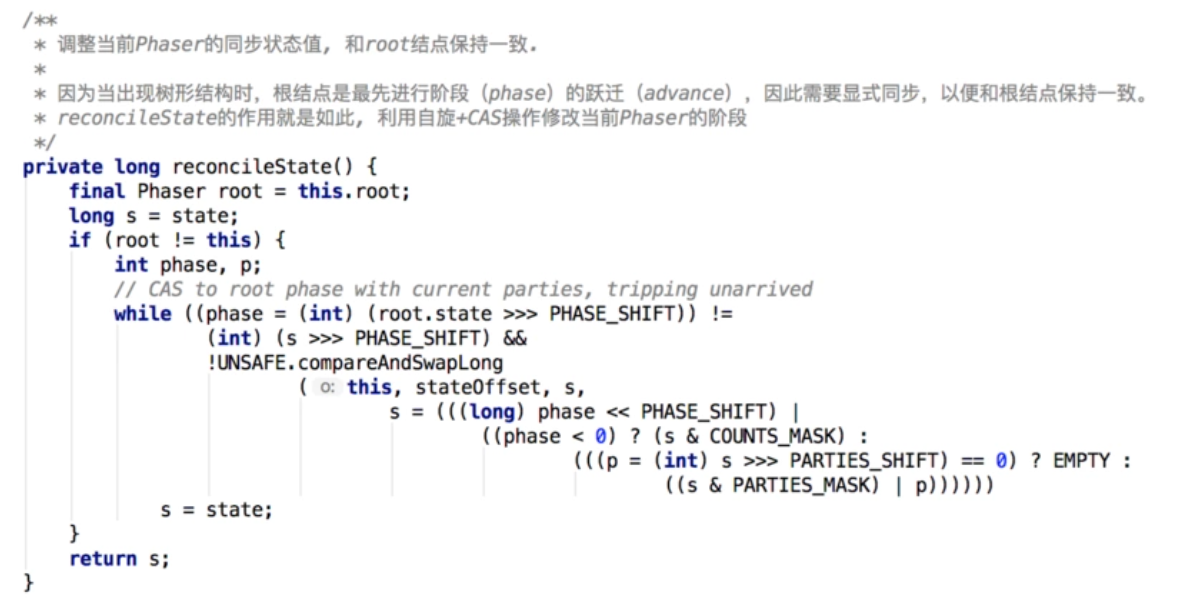 /**
 * 调整当前Phaser的同步状态值, 和root结点保持一致.
 *
 * 因为当出现树形结构时, 根结点是最先进行阶段（phase）的跃迁（advance）, 因此需要显式同步, 以便和根结点保持一致。
 * reconcileState的作用就是如此, 利用自旋+CAS操作修改当前Phaser的阶段
 */
private long reconcileState() {
    final Phaser root = this.root;
    long s = state;
    if (root != this) {
        int phase, p;
        // CAS to root phase with current parties, tripping unarrived
        while ((phase = (int) (root.state >>> PHASE_SHIFT)) !=
                (int) (s >>> PHASE_SHIFT) &&
                !UNSAFE.compareAndSwapLong
                        ( o: this, stateOffset, s,
                                s = (((long) phase << PHASE_SHIFT) |
                                        ((phase < 0) ? (s & COUNTS_MASK) :
                                                (((p = (int) s >>> PARTIES_SHIFT) == 0) ? EMPTY :
                                                        ((s & PARTIES_MASK) | p))))))
            s = state;
    }
    return s;
}